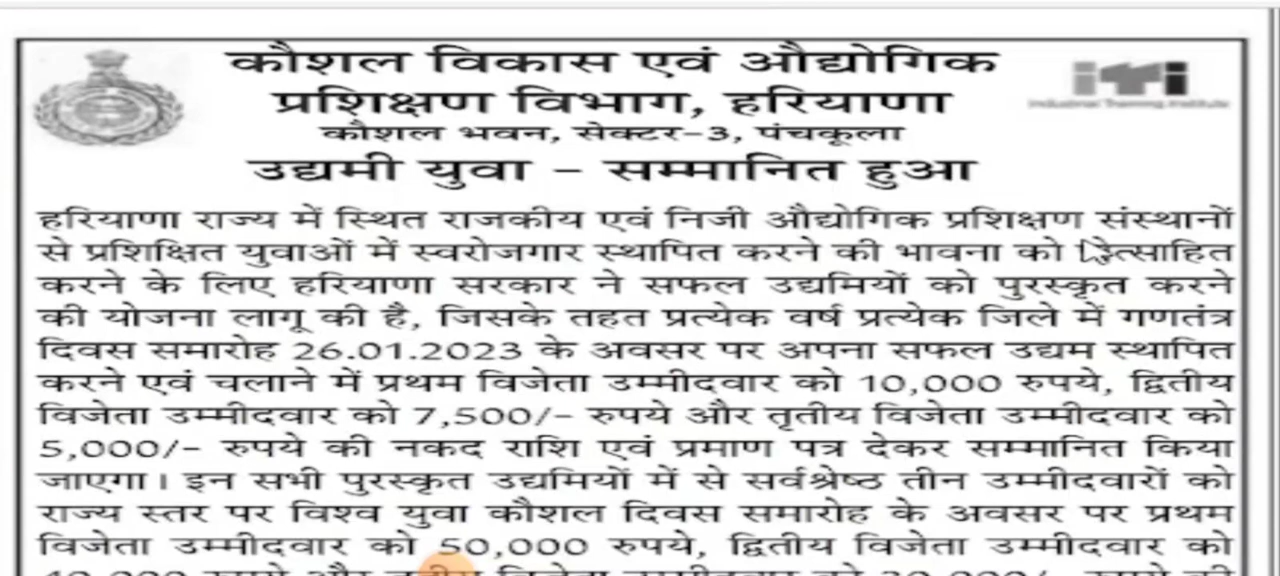 कौशल विकास एवं औद्योगिक
प्रशिक्षण विभाग, हरियाणा
iTi
Industrial Training Institute
कौशल भवन, सेक्टर-3, पंचकूला
उद्यमी युवा - सम्मानित हुआ
हरियाणा राज्य में स्थित राजकीय एवं निजी औद्योगिक प्रशिक्षण संस्थानों
से प्रशिक्षित युवाओं में स्वरोजगार स्थापित करने की भावना को
करने के लिए हरियाणा सरकार ने सफल उद्यमियों को पुरस्कृत करने
की योजना लागू की है, जिसके तहत प्रत्येक वर्ष प्रत्येक जिले में गणतंत्र
दिवस समारोह 26.01.2023 के अवसर पर अपना सफल उद्यम स्थापित
करने एवं चलाने में प्रथम विजेता उम्मीदवार को 10,000 रुपये, द्वितीय
विजेता उम्मीदवार को 7,500/- रुपये और तृतीय विजेता उम्मीदवार को
5,000/- रुपये की नकद राशि एवं प्रमाण पत्र देकर सम्मानित किया
जाएगा। इन सभी पुरस्कृत उद्यमियों में से सर्वश्रेष्ठ तीन उम्मीदवारों को
राज्य स्तर पर विश्व युवा कौशल दिवस समारोह के अवसर पर प्रथम
विजेता उम्मीदवार को 50,000 रुपये, द्वितीय विजेता उम्मीदवार को